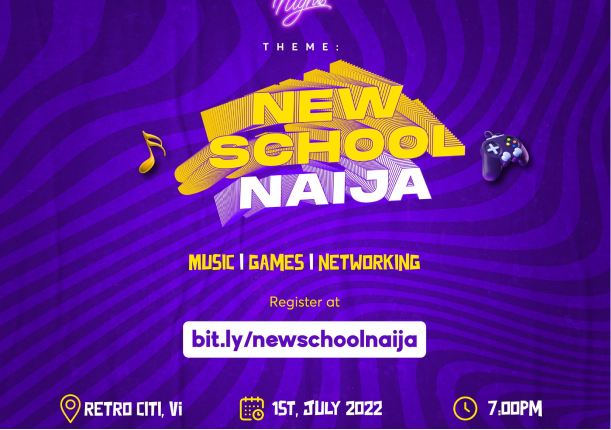 Night
THEME:
NEW
SCHOOL
NAIJA
MUSIC | GAMES | NETWORKING
Register at
bit.ly/newschoolnaija
RETRO CITI, Vi
1ST, JULY 2022
7:00PM